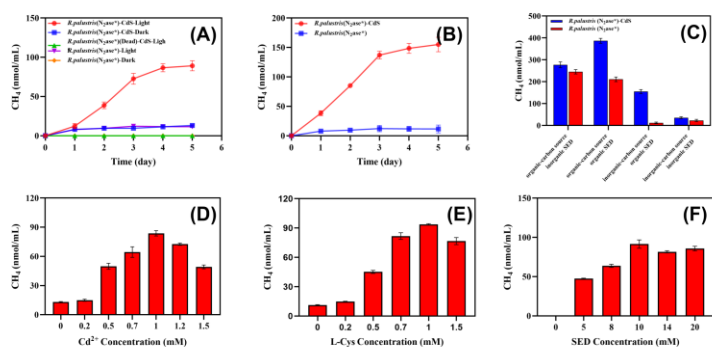 (A)
R.palustris(N₂ase*)-CdS-Light
R.palustris(N₂ase*)-CdS-Dark
R.palustris(N₂ase*)(Dead)-CdS-Ligh
R.palustris(N₂ase*)-Light
R.palustris(N₂ase*)-Dark
CH₄ (nmol/mL)
100
75
50
25
0
0 1 2 3 4 5 6
Time (day)
(B)
R.palustris(N₂ase*)-CdS
R.palustris(N₂ase*)
CH₄ (nmol/mL)
200
150
100
50
0
0 1 2 3 4 5 6
Time (day)
(C)
R.palustris(N₂ase*)-CdS
R.palustris(N₂ase*)
CH₄ (nmol/mL)
500
400
300
200
100
0
organic-carbon source
inorganic SED
organic-carbon source
organic SED
inorganic-carbon source
organic SED
inorganic-carbon source
inorganic SED
(D)
CH₄ (nmol/mL)
120
90
60
30
0
0 0.2 0.5 0.7 1 1.2 1.5
Cd²⁺ Concentration (mM)
(E)
CH₄ (nmol/mL)
120
90
60
30
0
0 0.2 0.5 0.7 1 1.5
L-Cys Concentration (mM)
(F)
CH₄ (nmol/mL)
150
100
50
0
0 5 8 10 14 20
SED Concentration (mM)